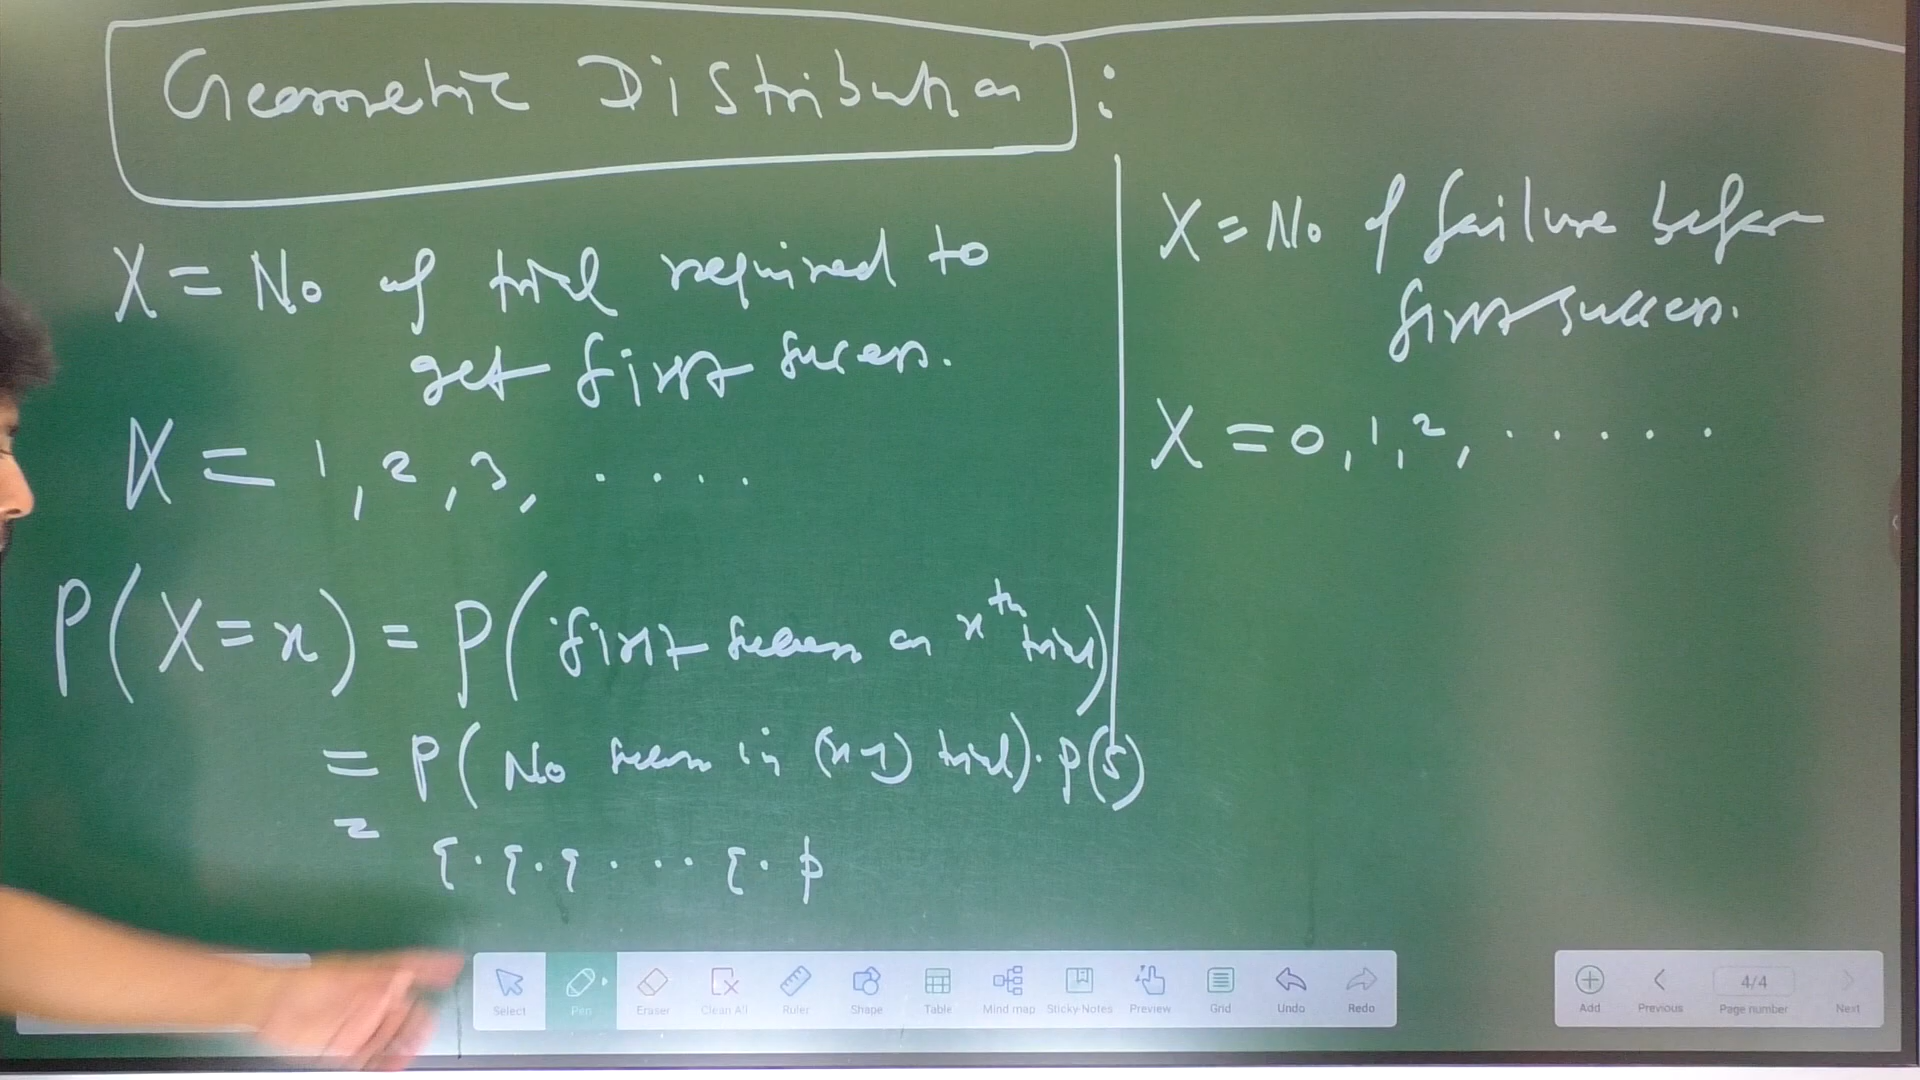 Geometric Distribution :
X = No of trial required to
get first sucess.
X = 1, 2, 3, . . . .
P(X=x) = P(first success on xth trial)
= P(No success in (x-1) trial). P(S)
= q.q.q . . . q.p
X = No of failure before
first success.
X = 0, 1, 2, . . . . . .
Select Pen Eraser Clean All Ruler Shape Table Mind map Sticky-Notes Preview Grid Undo Redo
4/4
Add Previous Page number Next